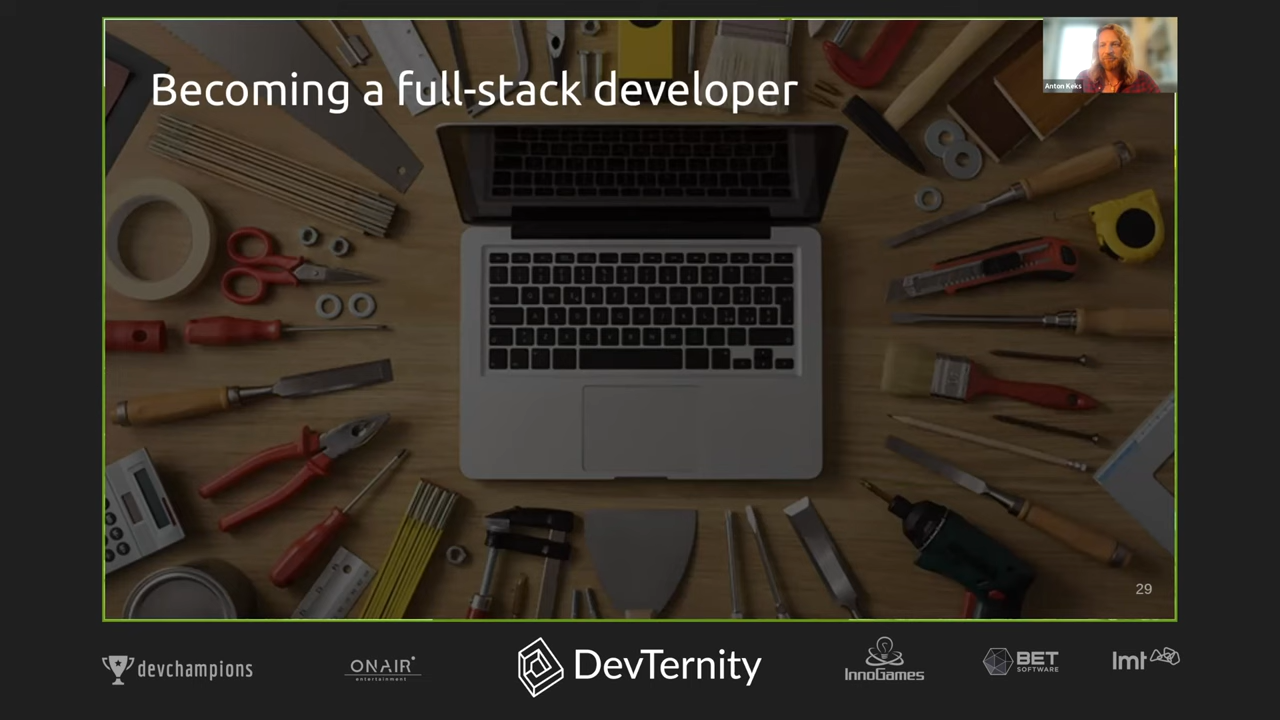 Becoming a full-stack developer
Anton Keks
29
devchampions
ONAIR
entertainment
DevTernity
InnoGames
BET
SOFTWARE
lmt